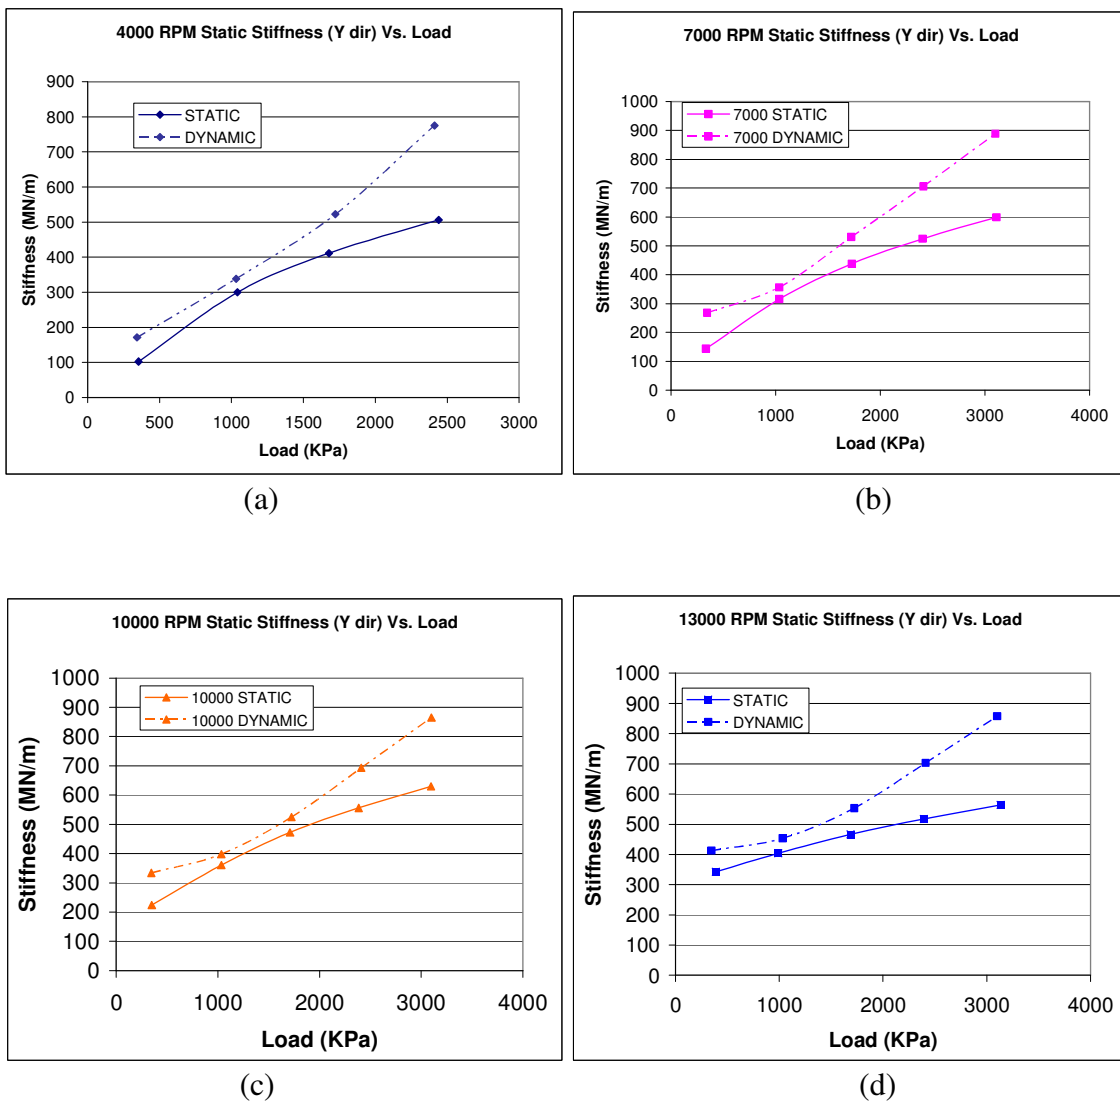 4000 RPM Static Stiffness (Y dir) Vs. Load
900
800
700
600
500
400
300
200
100
0
Stiffness (MN/m)
STATIC
DYNAMIC
0 500 1000 1500 2000 2500 3000
Load (KPa)
(a)
7000 RPM Static Stiffness (Y dir) Vs. Load
1000
900
800
700
600
500
400
300
200
100
0
Stiffness (MN/m)
7000 STATIC
7000 DYNAMIC
0 1000 2000 3000 4000
Load (KPa)
(b)
10000 RPM Static Stiffness (Y dir) Vs. Load
1000
900
800
700
600
500
400
300
200
100
0
Stiffness (MN/m)
10000 STATIC
10000 DYNAMIC
0 1000 2000 3000 4000
Load (KPa)
(c)
13000 RPM Static Stiffness (Y dir) Vs. Load
1000
900
800
700
600
500
400
300
200
100
0
Stiffness (MN/m)
STATIC
DYNAMIC
0 1000 2000 3000 4000
Load (KPa)
(d)